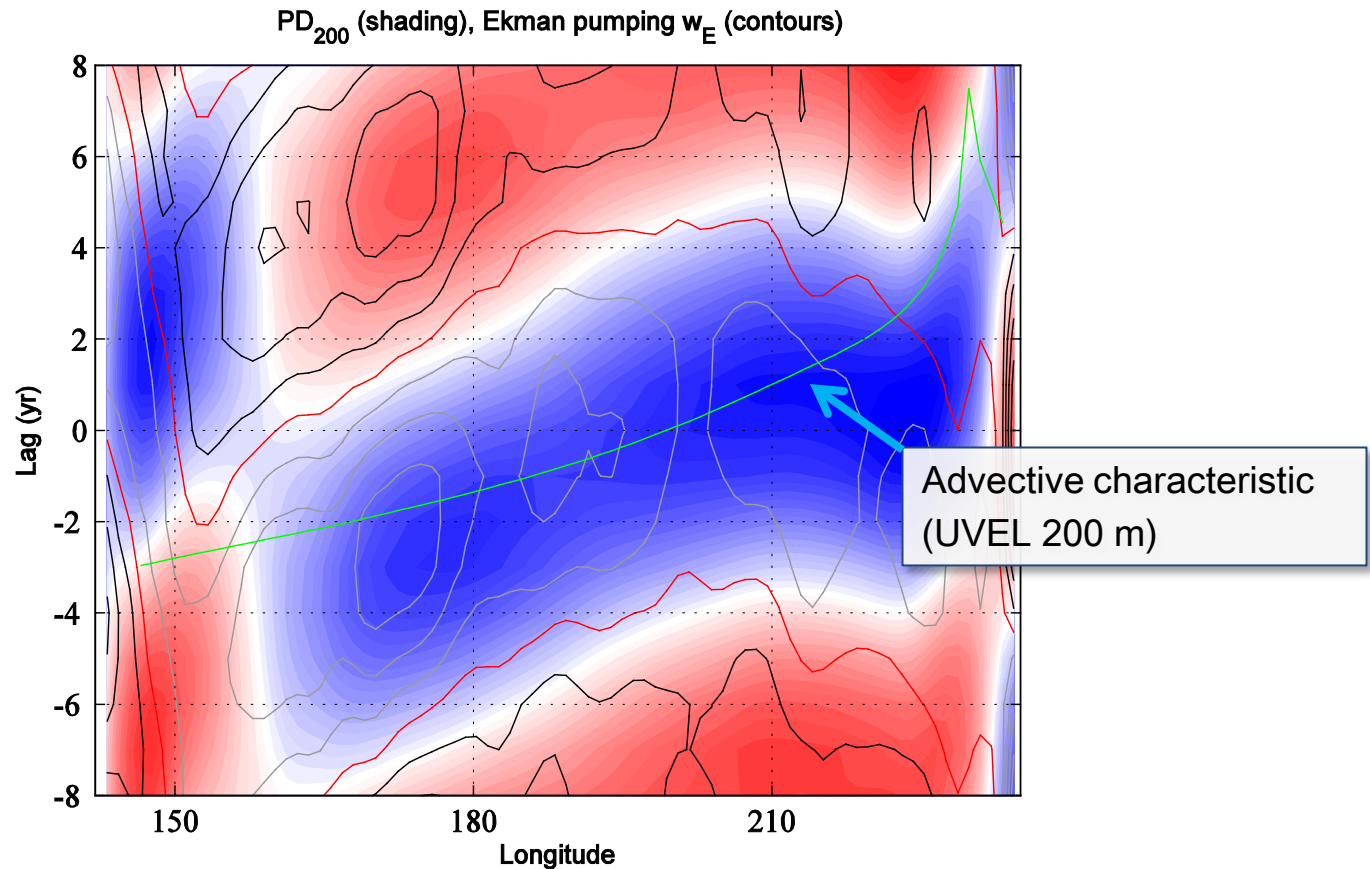 PD200 (shading), Ekman pumping wE (contours)
8
6
4
2
0
-2
-4
-6
-8
Lag (yr)
150 180 210
Longitude
Advective characteristic
(UVEL 200 m)